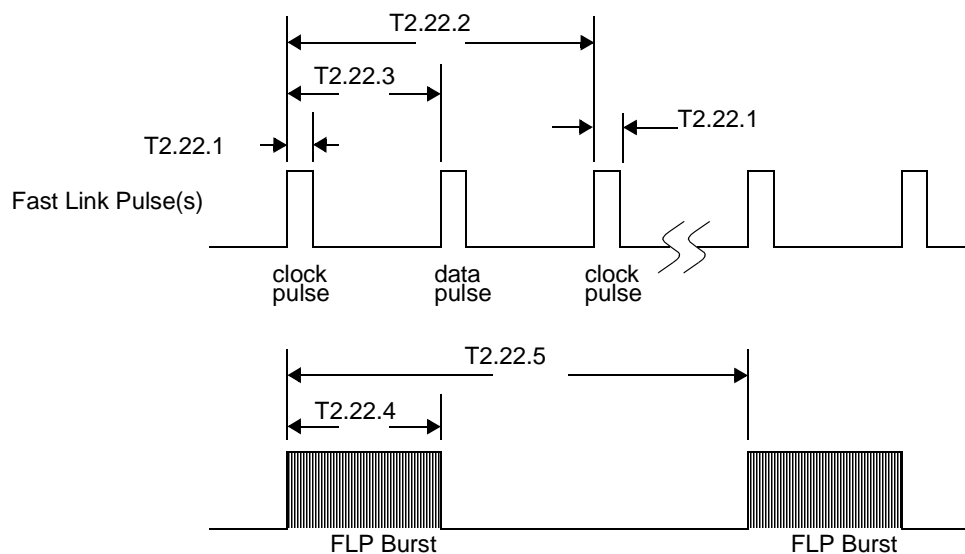 T2.22.2
T2.22.3
T2.22.1
T2.22.1
Fast Link Pulse(s)
clock
pulse
data
pulse
clock
pulse
T2.22.5
T2.22.4
FLP Burst
FLP Burst